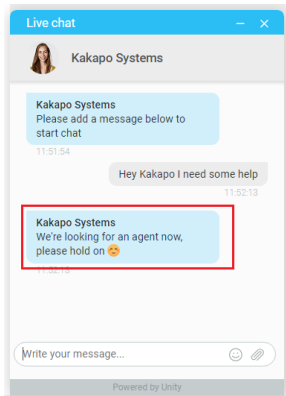 Live chat
Kakapo Systems
Kakapo Systems
Please add a message below to
start chat
11:51:54
Hey Kakapo I need some help
11:52:13
Kakapo Systems
We're looking for an agent now,
please hold on 😊
Write your message...
Powered by Unity